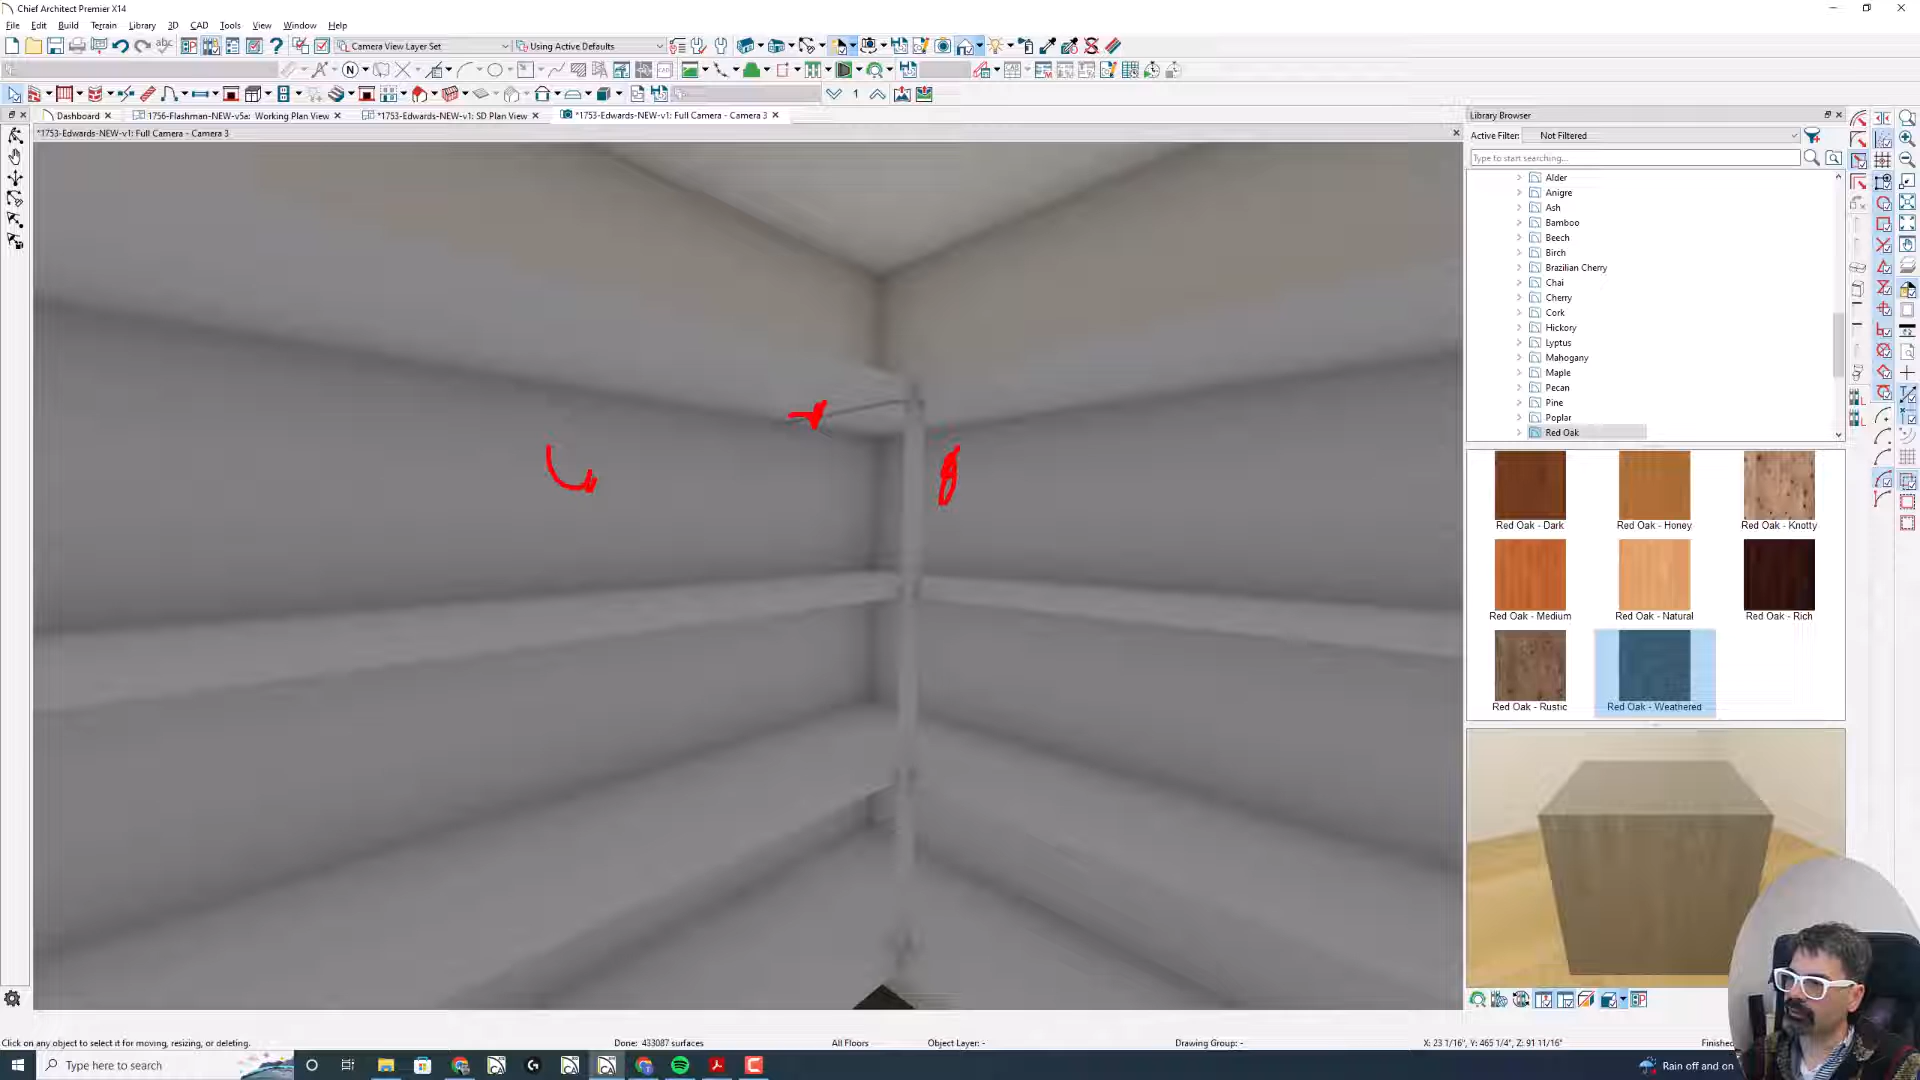 Chief Architect Premier X14
File Edit Build Terrain Library 3D CAD Tools View Window Help
Camera View Layer Set
Using Active Defaults
1
Dashboard
1756-Flashman-NEW-v5a: Working Plan View
*1753-Edwards-NEW-v1: SD Plan View
*1753-Edwards-NEW-v1: Full Camera - Camera 3
*1753-Edwards-NEW-v1: Full Camera - Camera 3
Library Browser
Active Filter: Not Filtered
Type to start searching...
Alder
Anigre
Ash
Bamboo
Beech
Birch
Brazilian Cherry
Chai
Cherry
Cork
Hickory
Lyptus
Mahogany
Maple
Pecan
Pine
Poplar
Red Oak
Red Oak - Dark
Red Oak - Honey
Red Oak - Knotty
Red Oak - Medium
Red Oak - Natural
Red Oak - Rich
Red Oak - Rustic
Red Oak - Weathered
Click on any object to select it for moving, resizing, or deleting.
Done: 433087 surfaces
All Floors
Object Layer: -
Drawing Group: -
X: 23 1/16", Y: 465 1/4", Z: 91 11/16"
Finished
Type here to search
Rain off and on